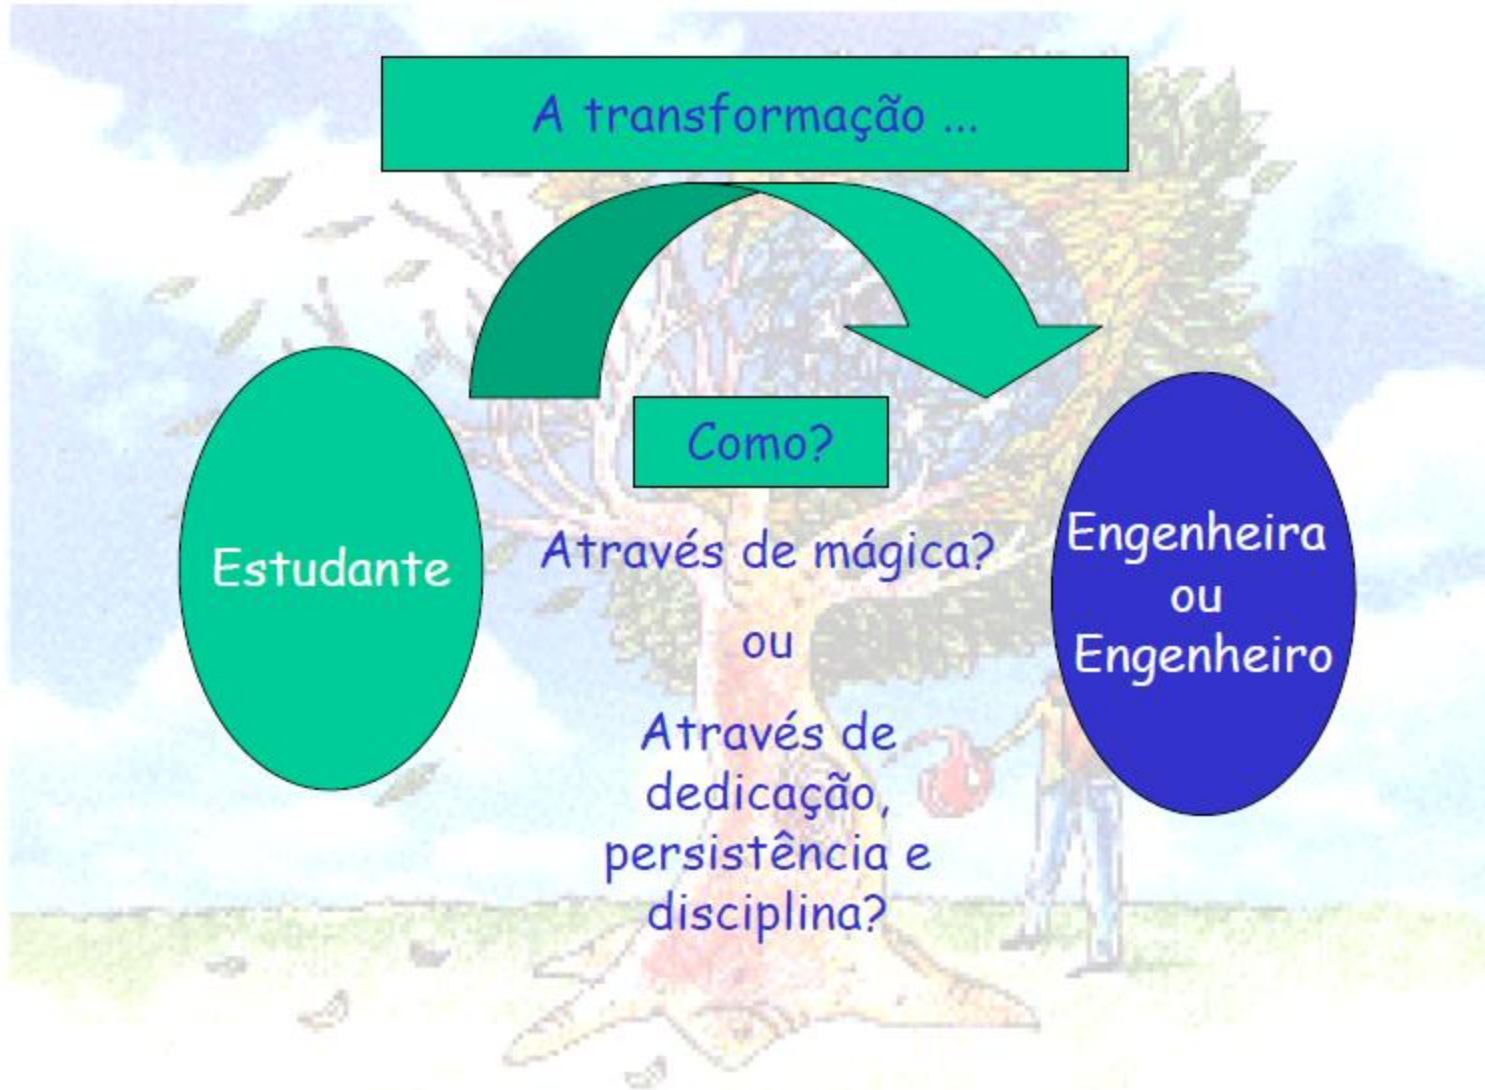 A transformação ...
Como?
Estudante
Através de mágica?
ou
Através de
dedicação,
persistência e
disciplina?
Engenheira
ou
Engenheiro